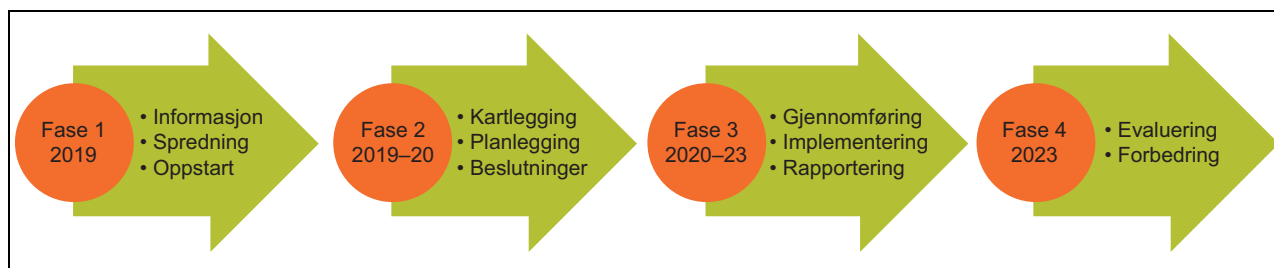 Fase 1
2019
• Informasjon
• Spredning
• Oppstart
Fase 2
2019–20
• Kartlegging
• Planlegging
• Beslutninger
Fase 3
2020–23
• Gjennomføring
• Implementering
• Rapportering
Fase 4
2023
• Evaluering
• Forbedring